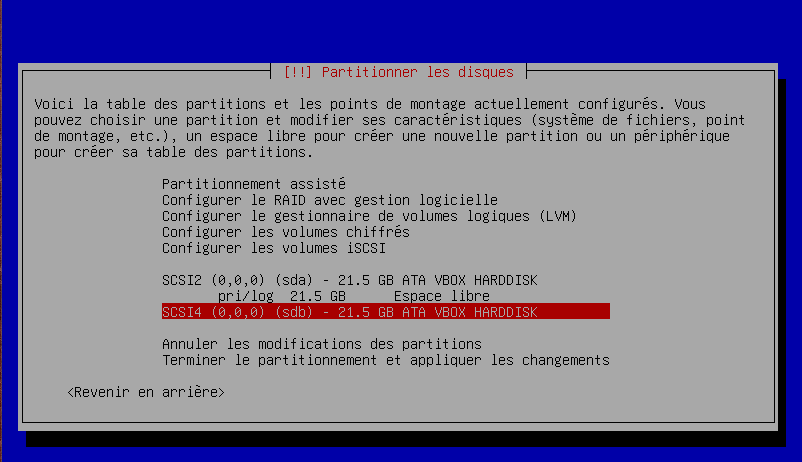 [!!] Partitionner les disques
Voici la table des partitions et les points de montage actuellement configurés. Vous
pouvez choisir une partition et modifier ses caractéristiques (système de fichiers, point
de montage, etc.), un espace libre pour créer une nouvelle partition ou un périphérique
pour créer sa table des partitions.
Partitionnement assisté
Configurer le RAID avec gestion logicielle
Configurer le gestionnaire de volumes logiques (LVM)
Configurer les volumes chiffrés
Configurer les volumes iSCSI
SCSI2 (0,0,0) (sda) - 21.5 GB ATA VBOX HARDDISK
pri/log 21.5 GB Espace libre
SCSI4 (0,0,0) (sdb) - 21.5 GB ATA VBOX HARDDISK
Annuler les modifications des partitions
Terminer le partitionnement et appliquer les changements
<Revenir en arrière>